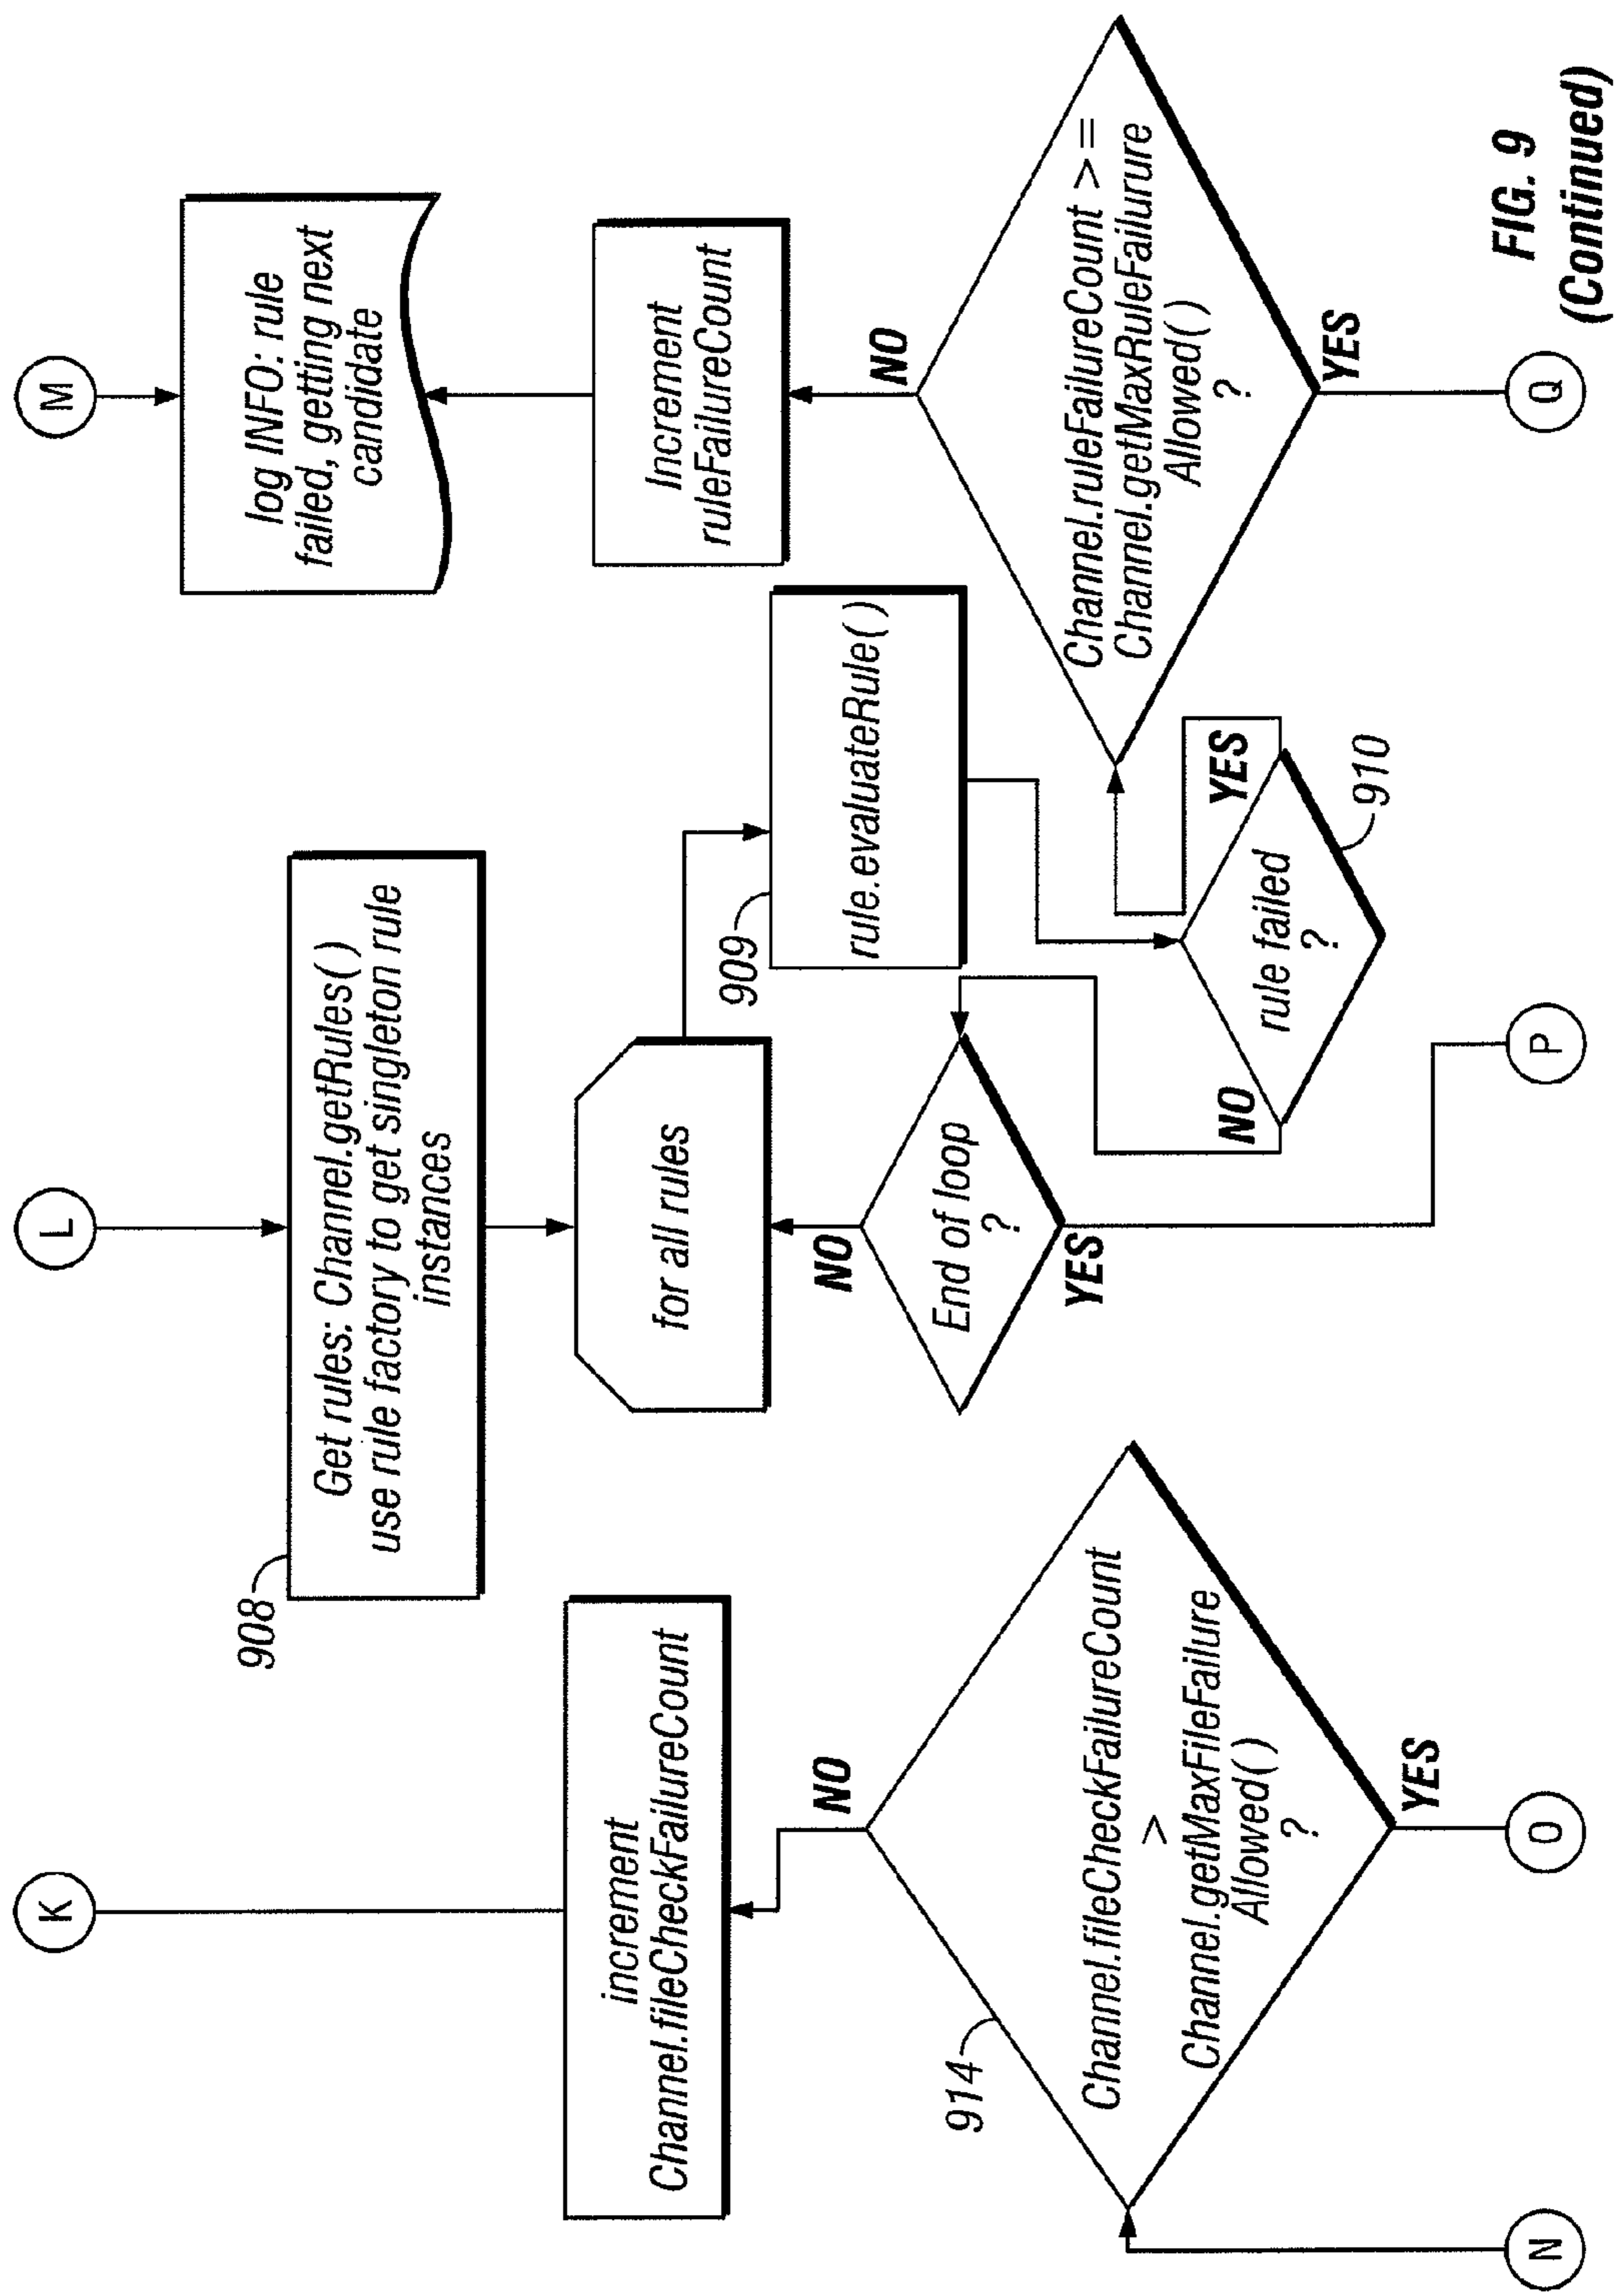 K
L
M
908
Get rules: Channel.getRules()
use rule factory to get singleton rule
instances
log INFO: rule
failed, getting next
candidate
increment
Channel.fileCheckFailureCount
for all rules
Increment
ruleFailureCount
909
rule.evaluateRule()
NO
NO
NO
914
Channel.fileCheckFailureCount
>
Channel.getMaxFileFailure
Allowed()
?
End of loop
?
YES
Channel.ruleFailureCount >=
Channel.getMaxRuleFailurure
Allowed()
?
NO
rule failed
?
YES
910
YES
YES
N
O
P
Q
FIG. 9
(Continued)